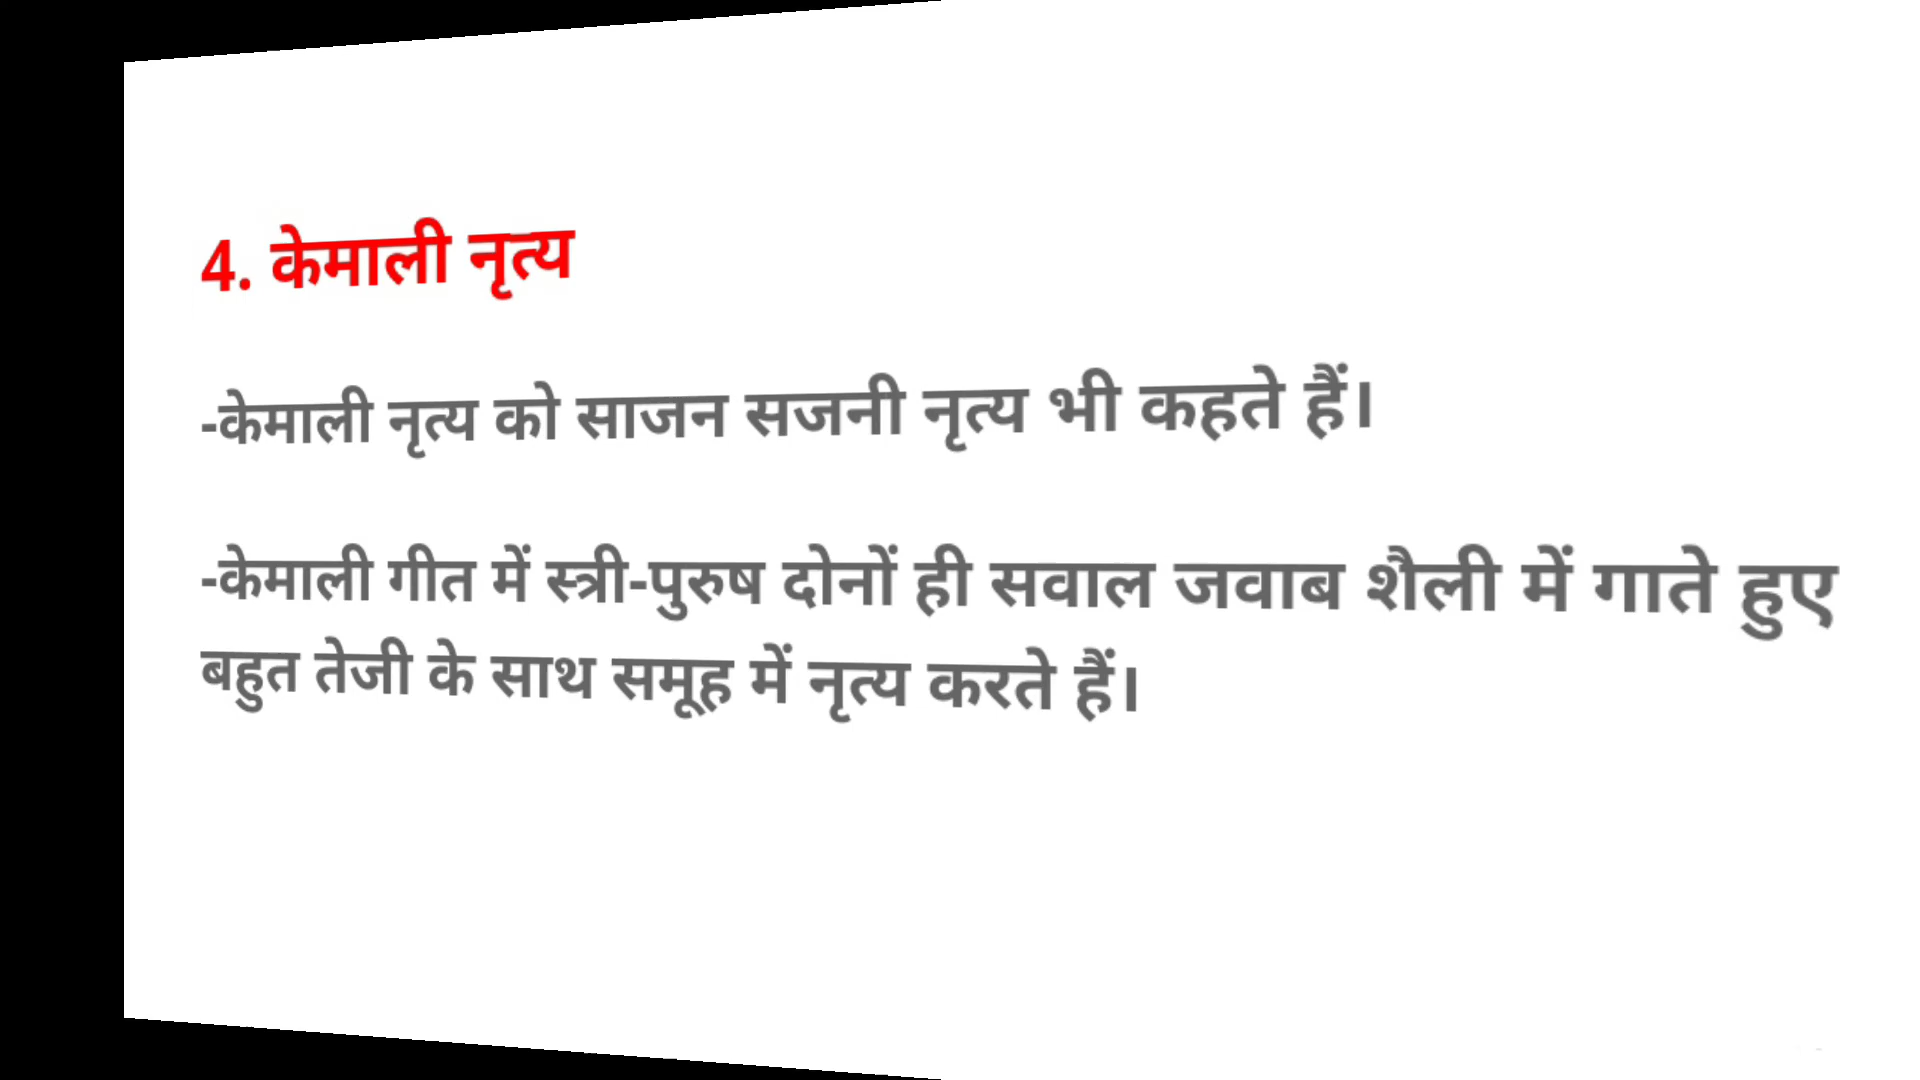 4. केमाली नृत्य
-केमाली नृत्य को साजन सजनी नृत्य भी कहते हैं।
-केमाली गीत में स्त्री-पुरुष दोनों ही सवाल जवाब शैली में गाते हुए
बहुत तेजी के साथ समूह में नृत्य करते हैं।